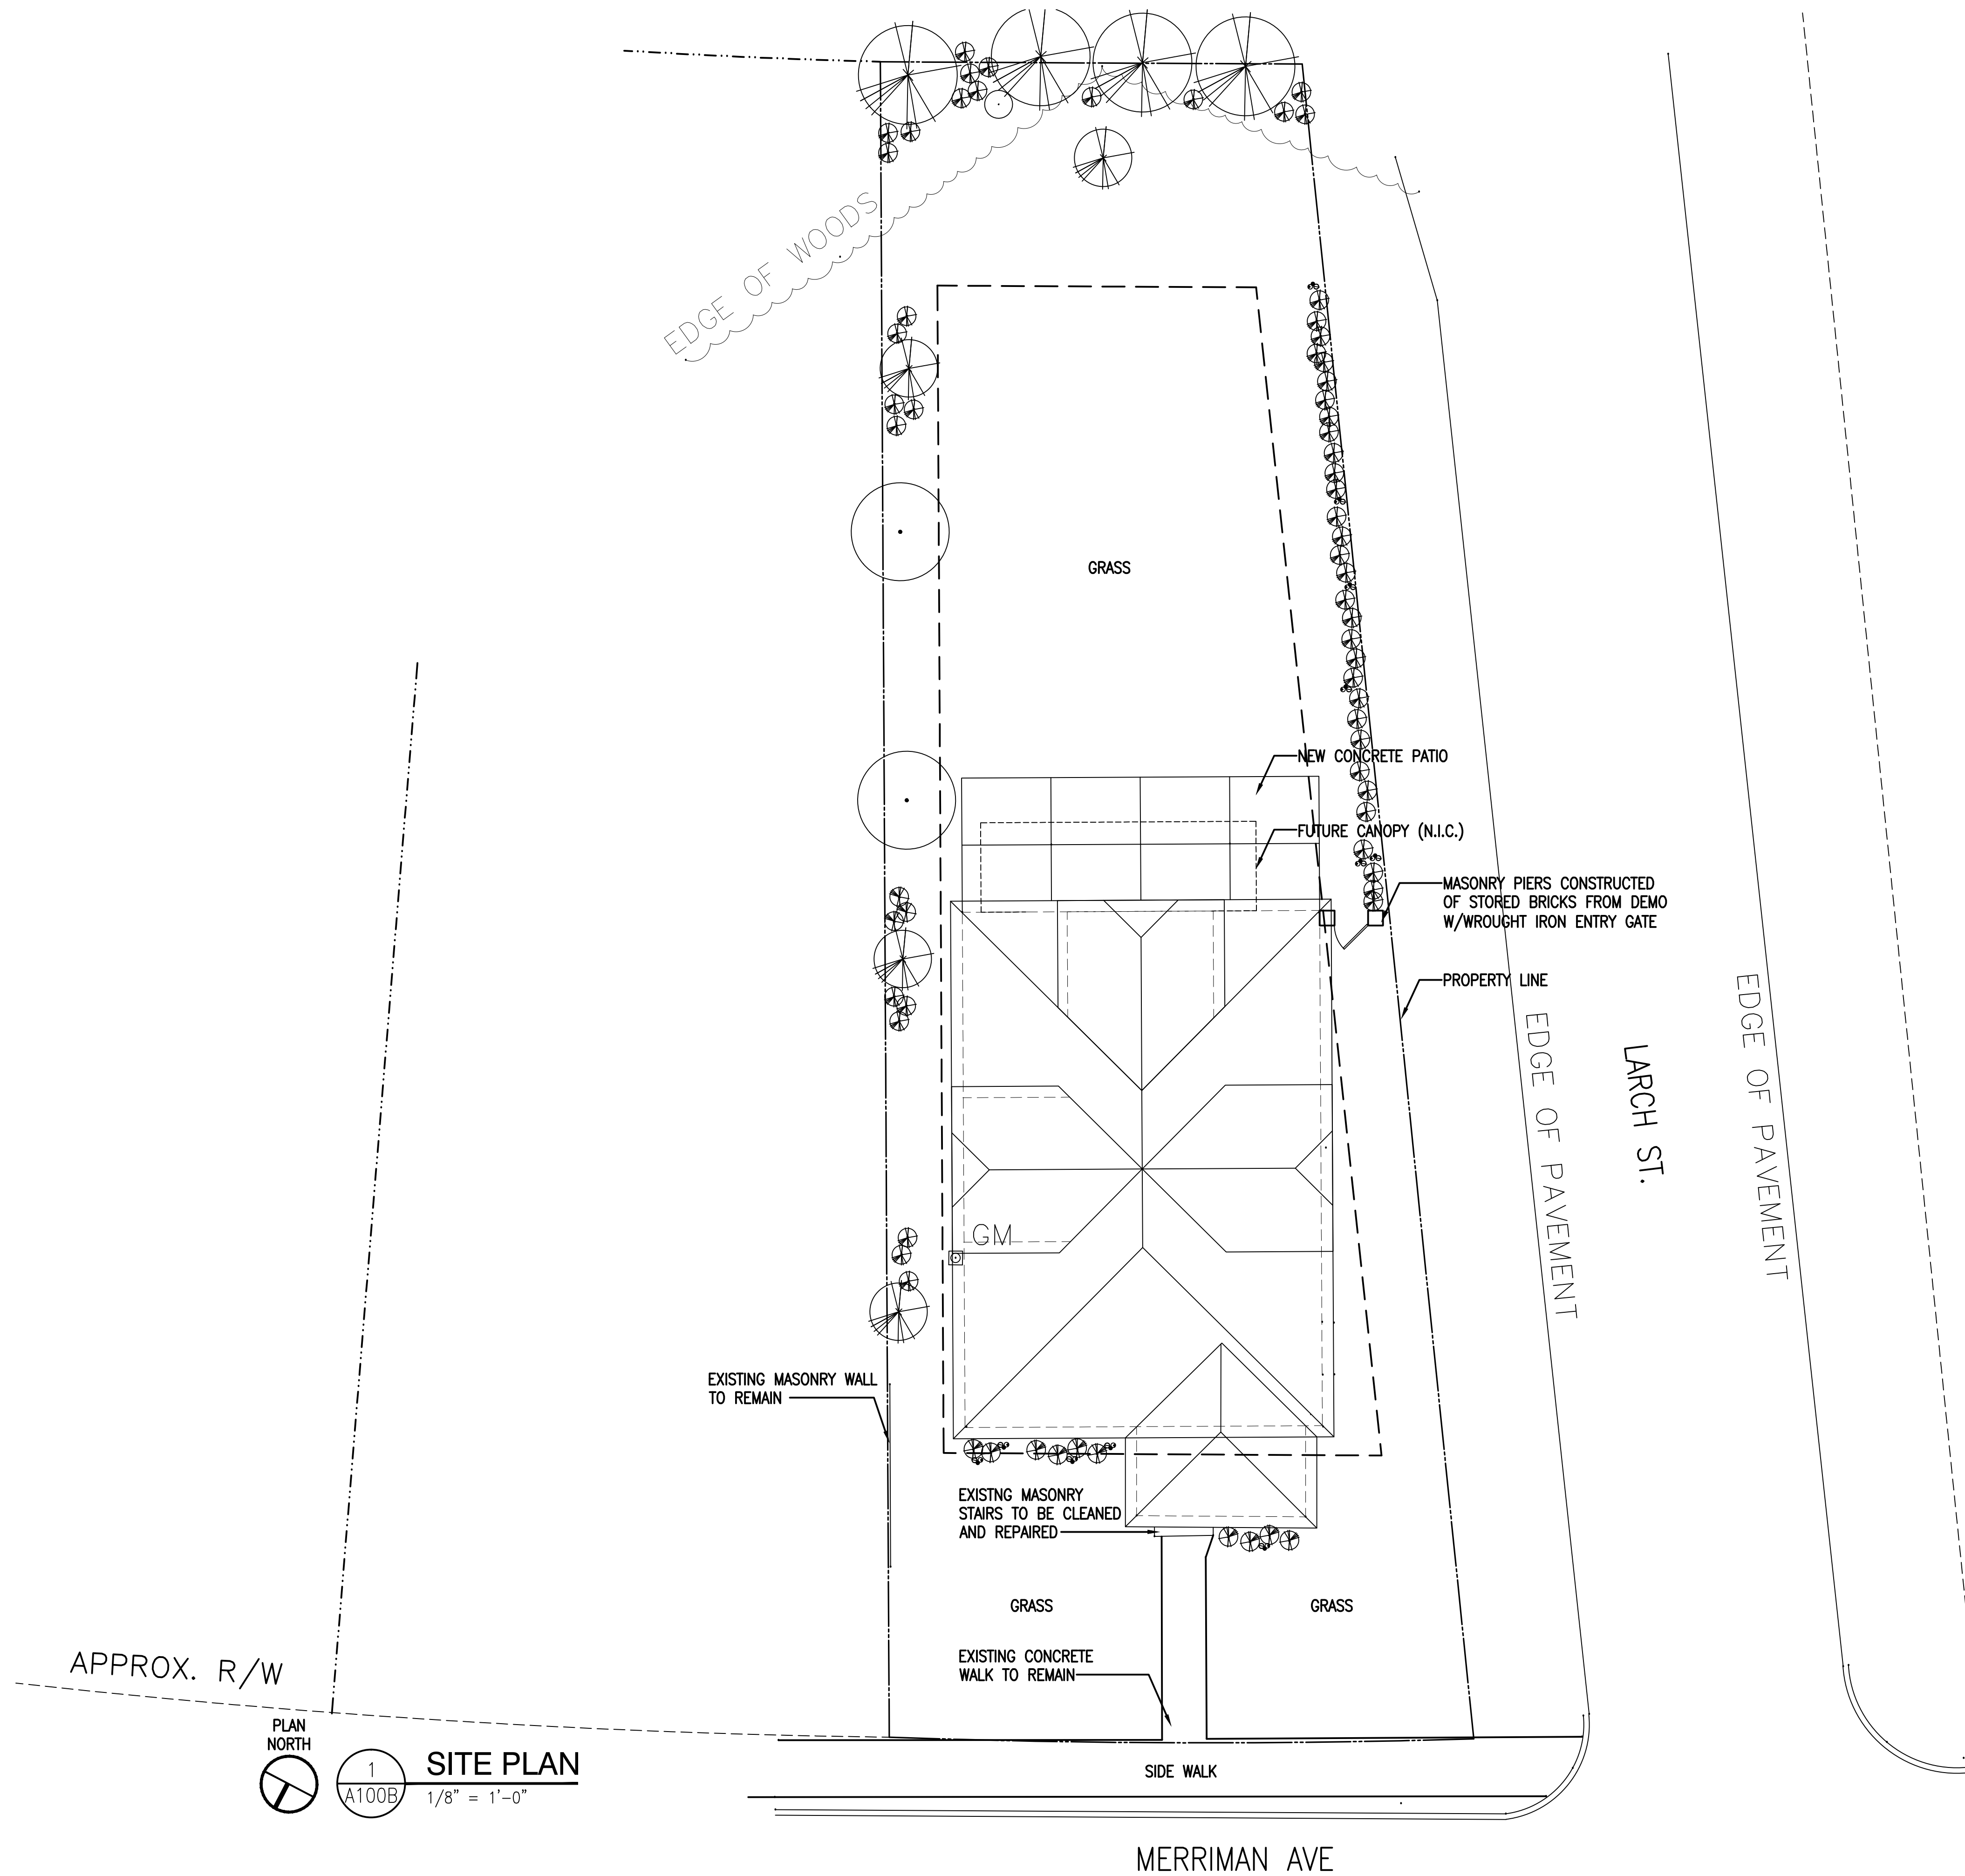 EDGE OF WOODS
GRASS
NEW CONCRETE PATIO
FUTURE CANOPY (N.I.C.)
MASONRY PIERS CONSTRUCTED
OF STORED BRICKS FROM DEMO
W/WROUGHT IRON ENTRY GATE
PROPERTY LINE
EDGE OF PAVEMENT
LARCH ST.
EDGE OF PAVEMENT
GM
EXISTING MASONRY WALL
TO REMAIN
EXISTNG MASONRY
STAIRS TO BE CLEANED
AND REPAIRED
GRASS
GRASS
EXISTING CONCRETE
WALK TO REMAIN
APPROX. R/W
PLAN
NORTH
1
A100B
SITE PLAN
1/8" = 1'-0"
SIDE WALK
MERRIMAN AVE